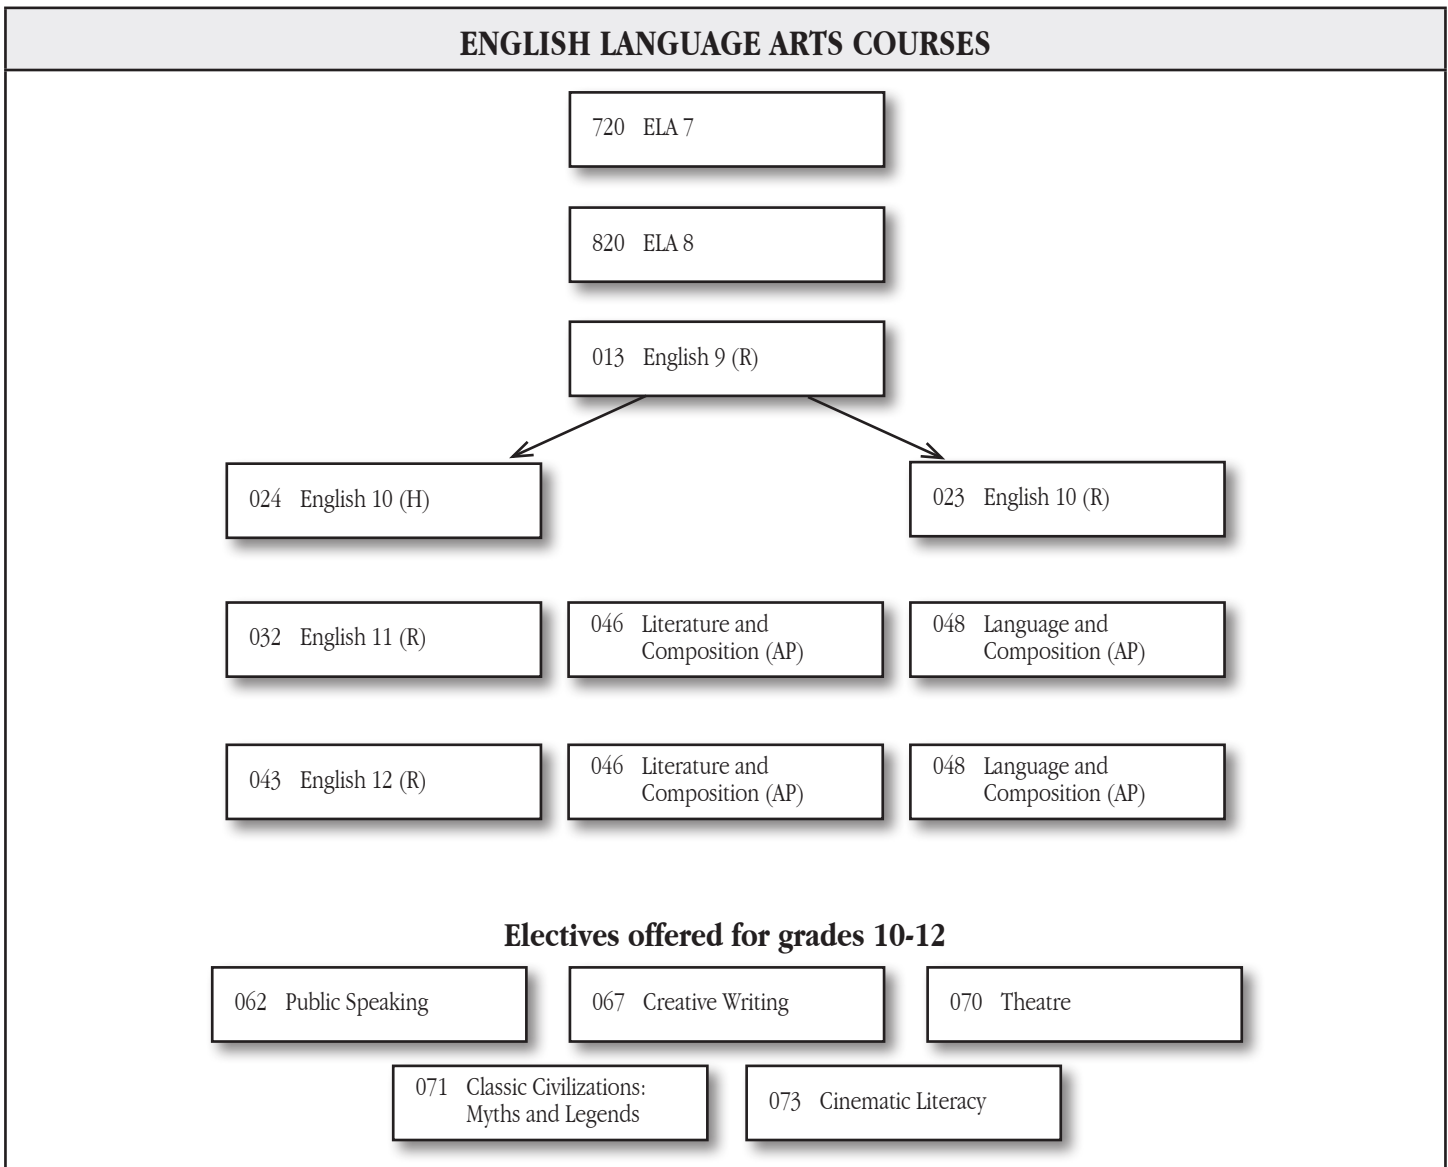 ENGLISH LANGUAGE ARTS COURSES
720 ELA 7
820 ELA 8
013 English 9 (R)
024 English 10 (H)
023 English 10 (R)
032 English 11 (R)
046 Literature and
Composition (AP)
048 Language and
Composition (AP)
043 English 12 (R)
046 Literature and
Composition (AP)
048 Language and
Composition (AP)
Electives offered for grades 10-12
062 Public Speaking
067 Creative Writing
070 Theatre
071 Classic Civilizations:
Myths and Legends
073 Cinematic Literacy